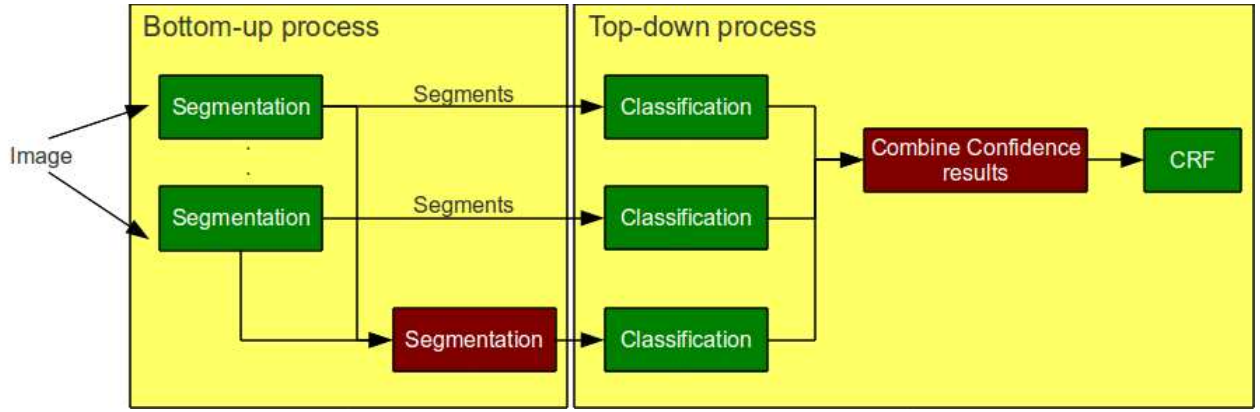 Bottom-up process
Top-down process
Segmentation
Segments
Classification
Image
Combine Confidence
results
CRF
Segmentation
Segments
Classification
Segmentation
Classification